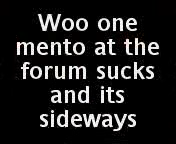 Woo one
mento at the
forum sucks
and its
sideways